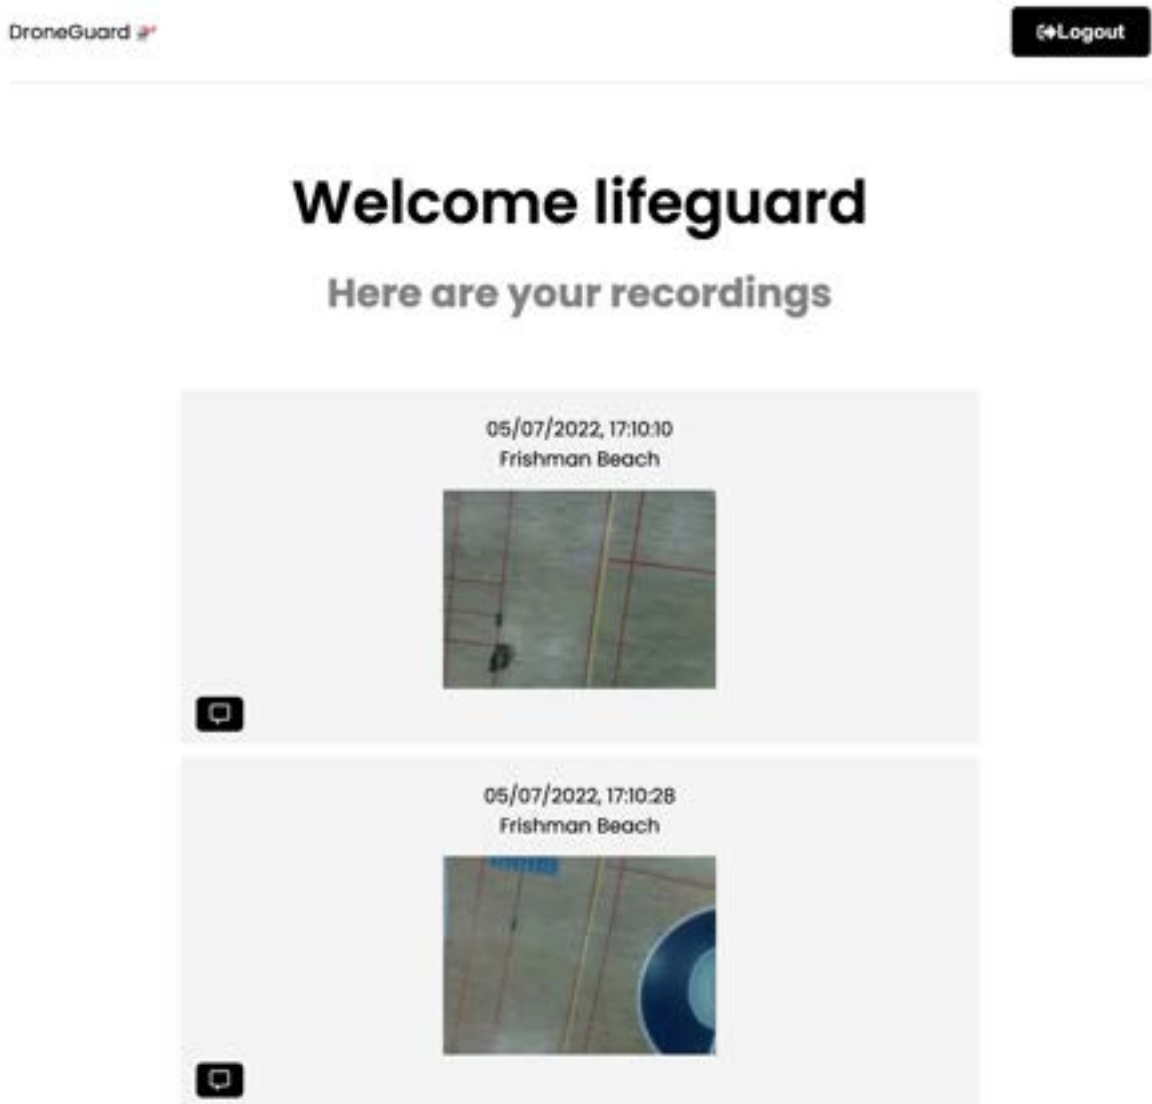 DroneGuard
Logout
Welcome lifeguard
Here are your recordings
05/07/2022, 17:10:10
Frishman Beach
05/07/2022, 17:10:28
Frishman Beach